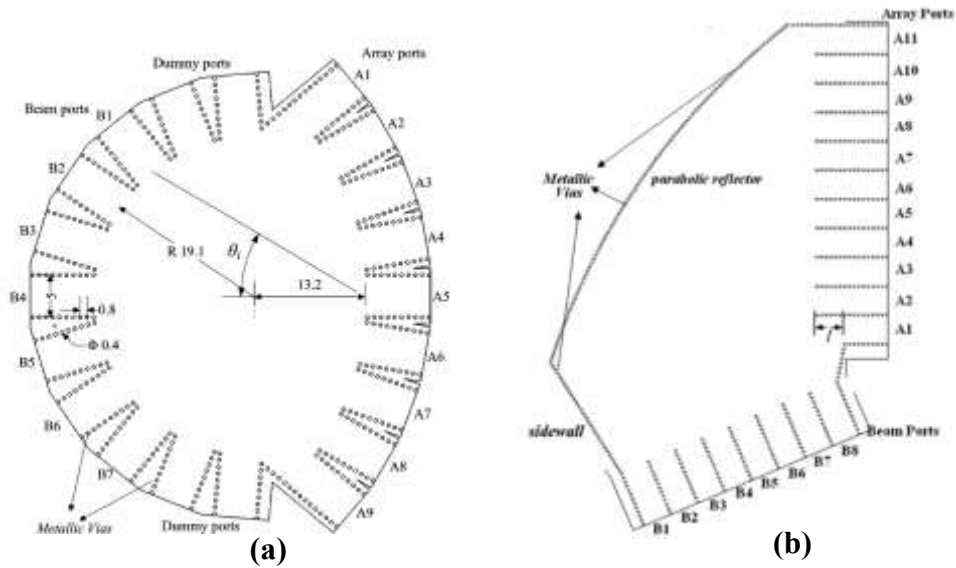 Dummy ports
Array ports
Beam ports
A1
A2
A3
A4
A5
A6
A7
A8
A9
B1
B2
B3
B4
B5
B6
B7
R 19.1
θi
13.2
5
0.8
Φ 0.4
Metallic Vias
Dummy ports
(a)
Array Ports
A11
A10
A9
A8
A7
A6
A5
A4
A3
A2
A1
Metallic
Vias
parabolic reflector
l
sidewall
Beam Ports
B1
B2
B3
B4
B5
B6
B7
B8
(b)